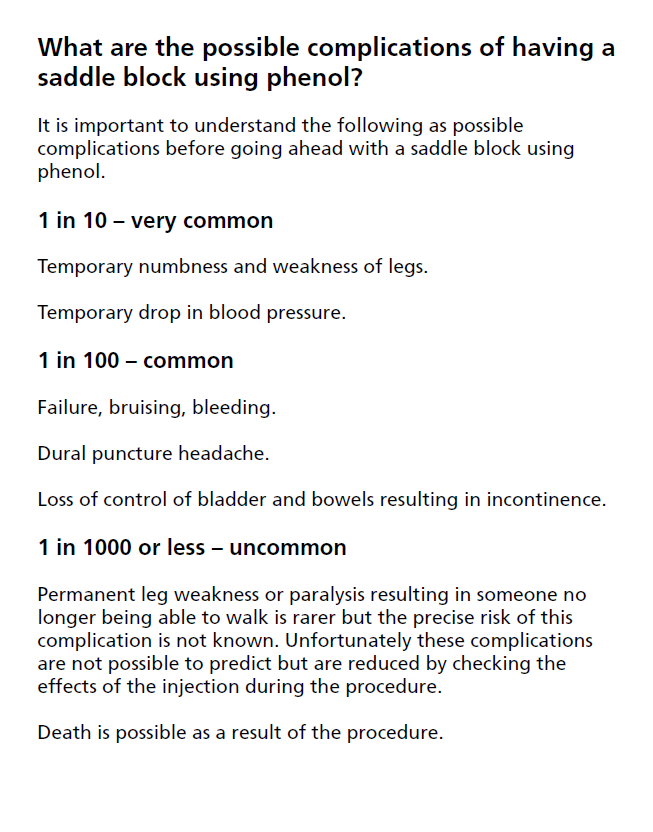 What are the possible complications of having a
saddle block using phenol?
It is important to understand the following as possible
complications before going ahead with a saddle block using
phenol.
1 in 10 – very common
Temporary numbness and weakness of legs.
Temporary drop in blood pressure.
1 in 100 – common
Failure, bruising, bleeding.
Dural puncture headache.
Loss of control of bladder and bowels resulting in incontinence.
1 in 1000 or less – uncommon
Permanent leg weakness or paralysis resulting in someone no
longer being able to walk is rarer but the precise risk of this
complication is not known. Unfortunately these complications
are not possible to predict but are reduced by checking the
effects of the injection during the procedure.
Death is possible as a result of the procedure.